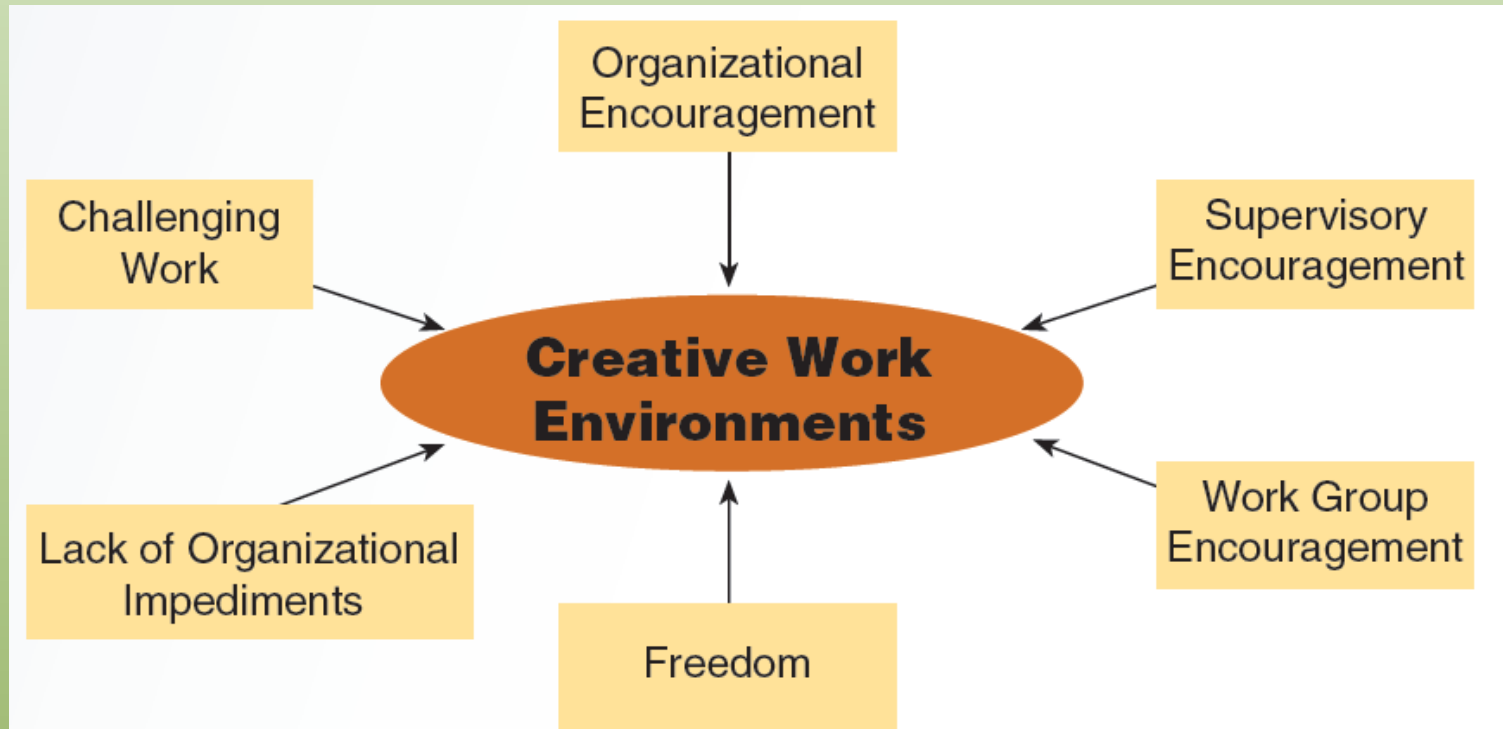 Organizational
Encouragement
Challenging
Work
Supervisory
Encouragement
Creative Work
Environments
Lack of Organizational
Impediments
Work Group
Encouragement
Freedom